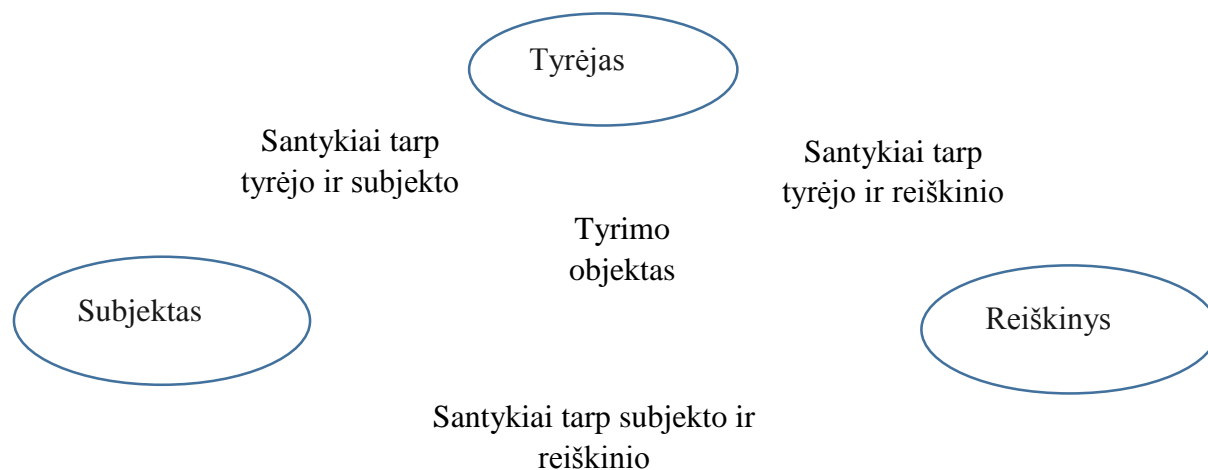 Tyrėjas
Santykiai tarp
tyrėjo ir subjekto
Santykiai tarp
tyrėjo ir reiškinio
Tyrimo
objektas
Subjektas
Reiškinys
Santykiai tarp subjekto ir
reiškinio